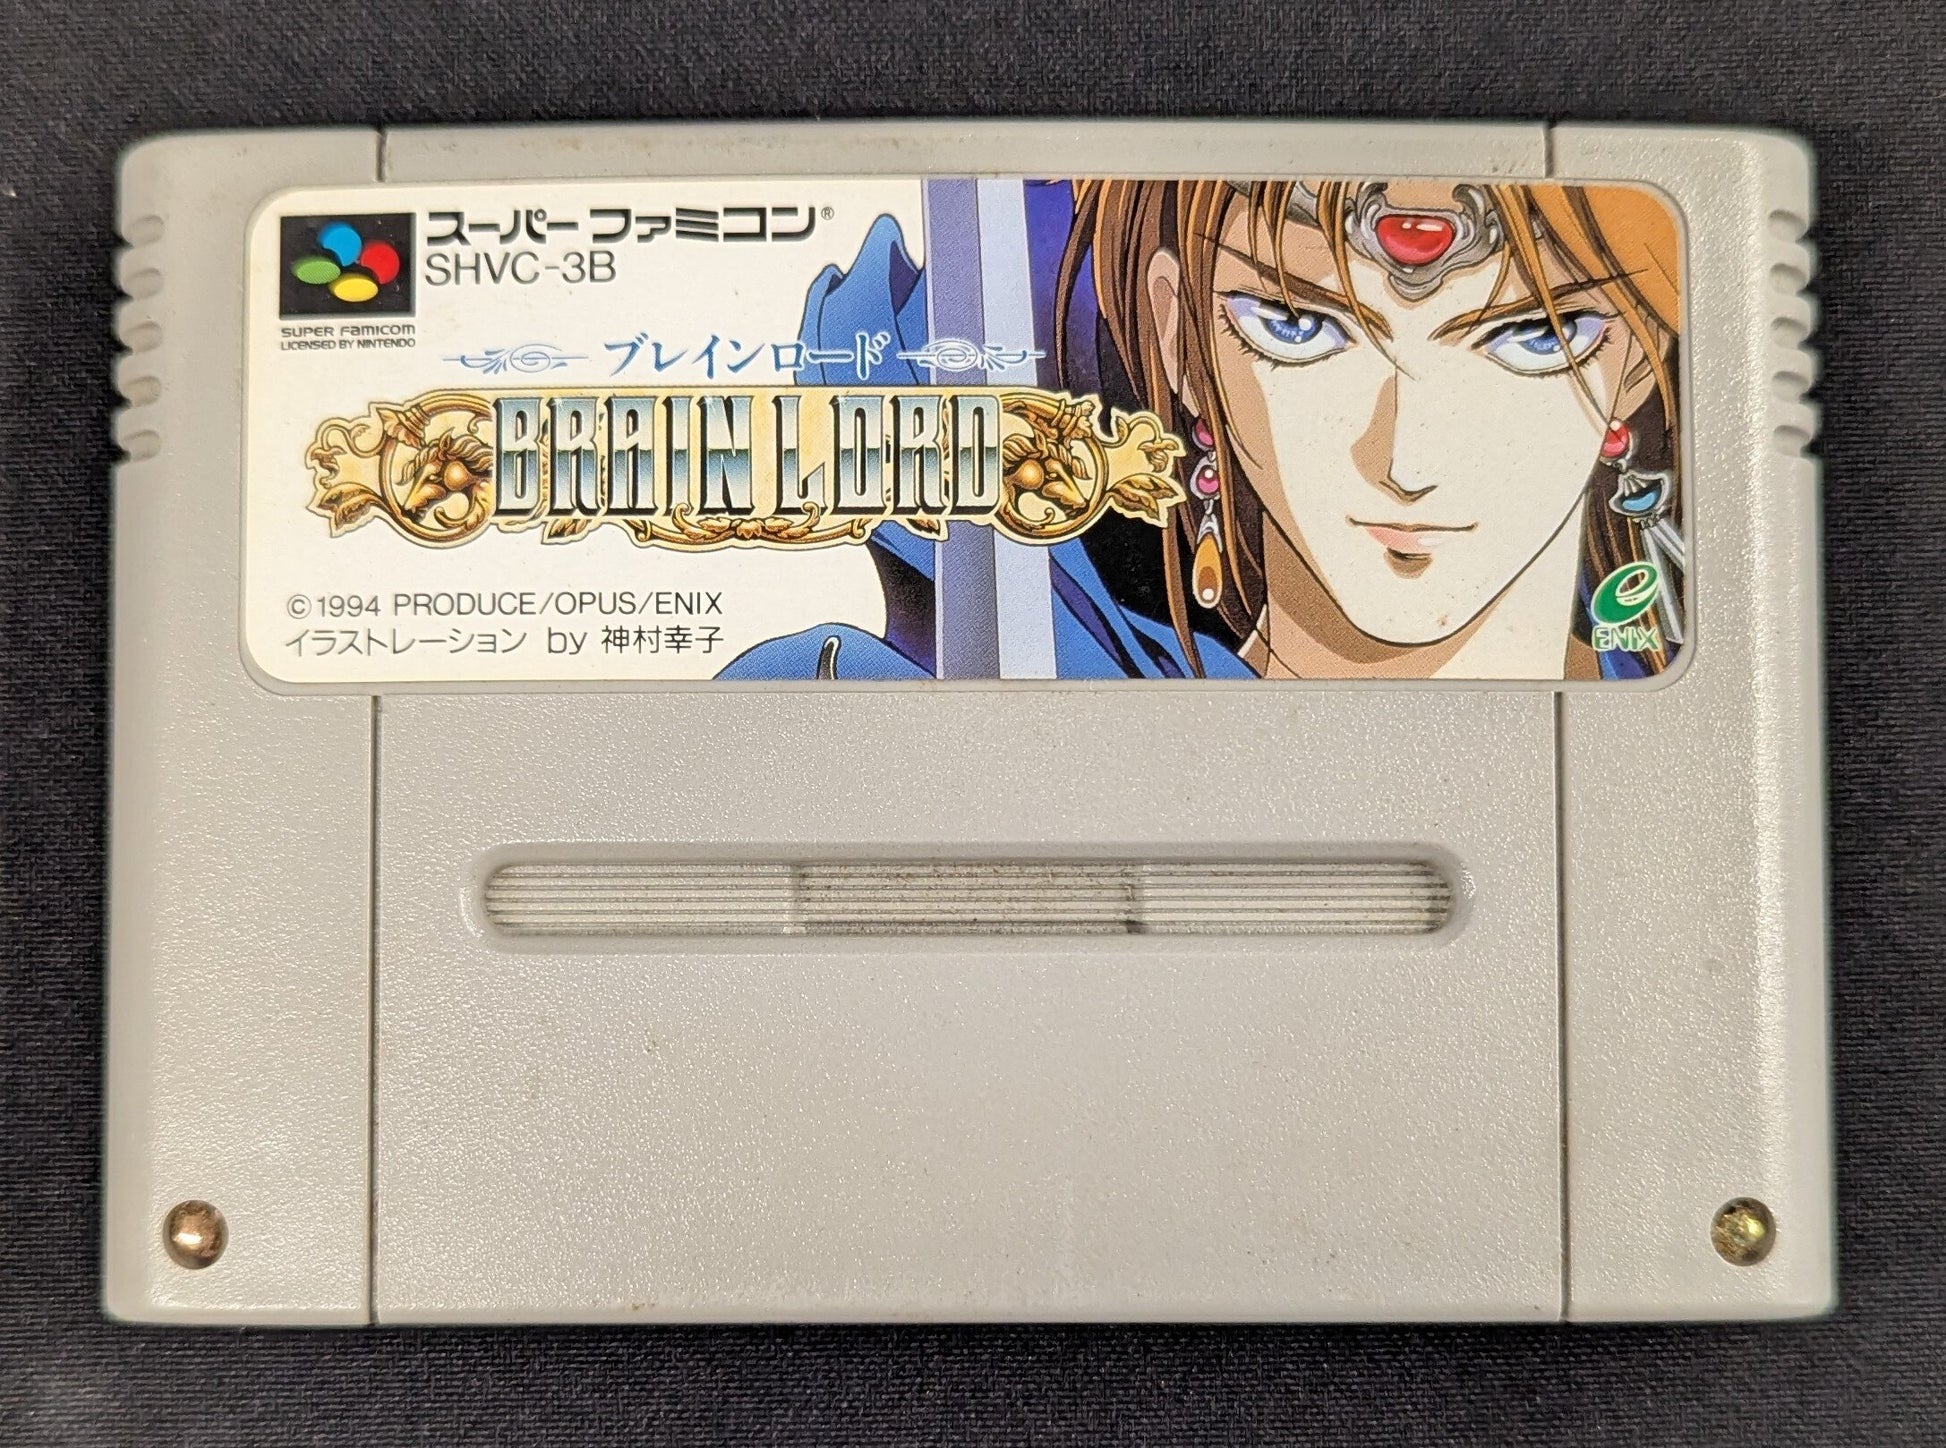 スーパーファミコン®
SHVC-3B
SUPER FAMICOM
LICENSED BY NINTENDO
ブレインロード
BRAIN LORD
©1994 PRODUCE/OPUS/ENIX
イラストレーション by 神村幸子
e
ENIX